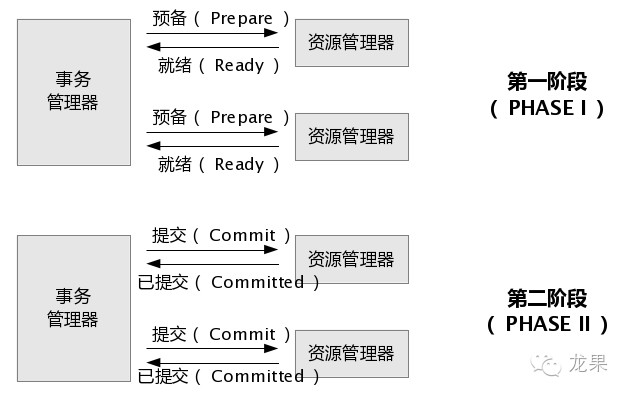 预备( Prepare )
资源管理器
就绪( Ready )
事务
管理器
第一阶段
( PHASE I )
预备( Prepare )
资源管理器
就绪( Ready )
提交( Commit )
资源管理器
已提交( Committed )
事务
管理器
第二阶段
( PHASE II )
提交( Commit )
资源管理器
已提交( Committed )
龙果